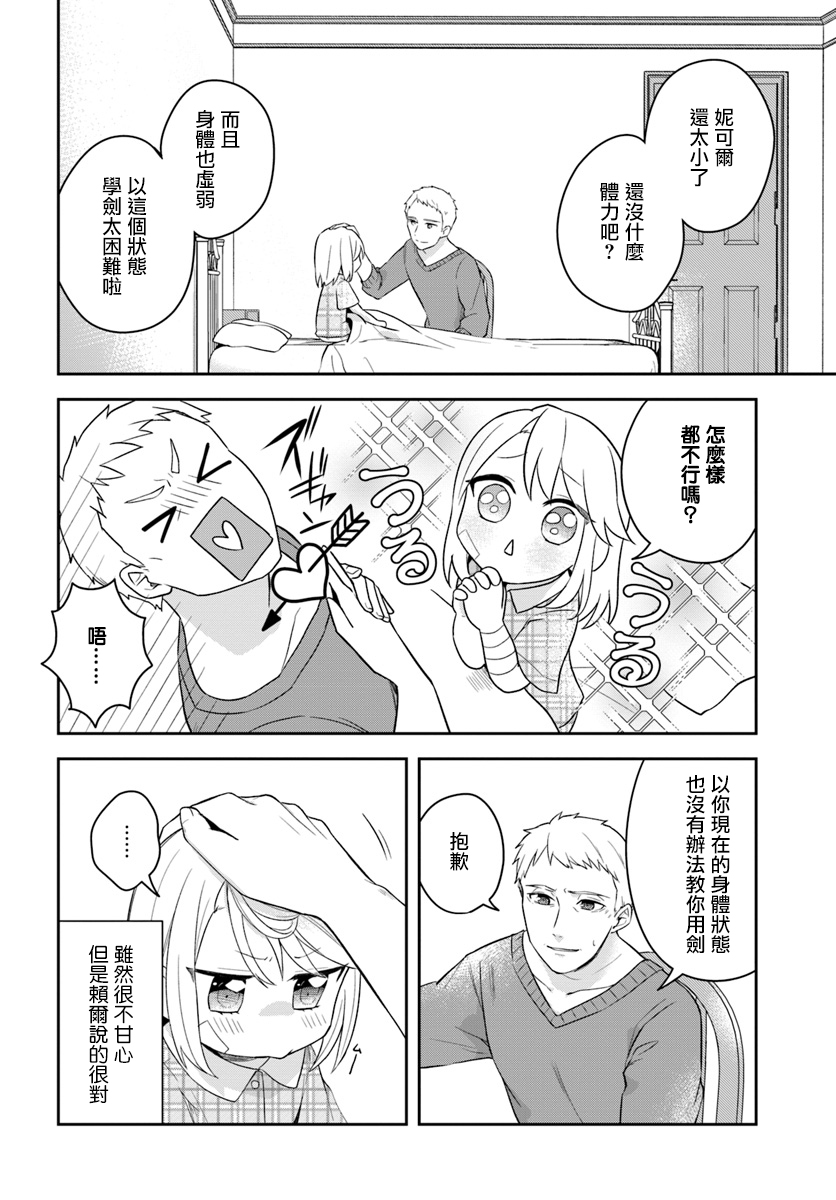 妮可爾
還太小了
還沒什麼
體力吧？
而且
身體也虛弱
以這個狀態
學劍太困難啦
怎麼樣
都不行嗎？
うる
うる
ズキュ
唔
……
以你現在的身體狀態
也沒有辦法教你用劍
抱歉
……
雖然很不甘心
但是賴爾說的很對